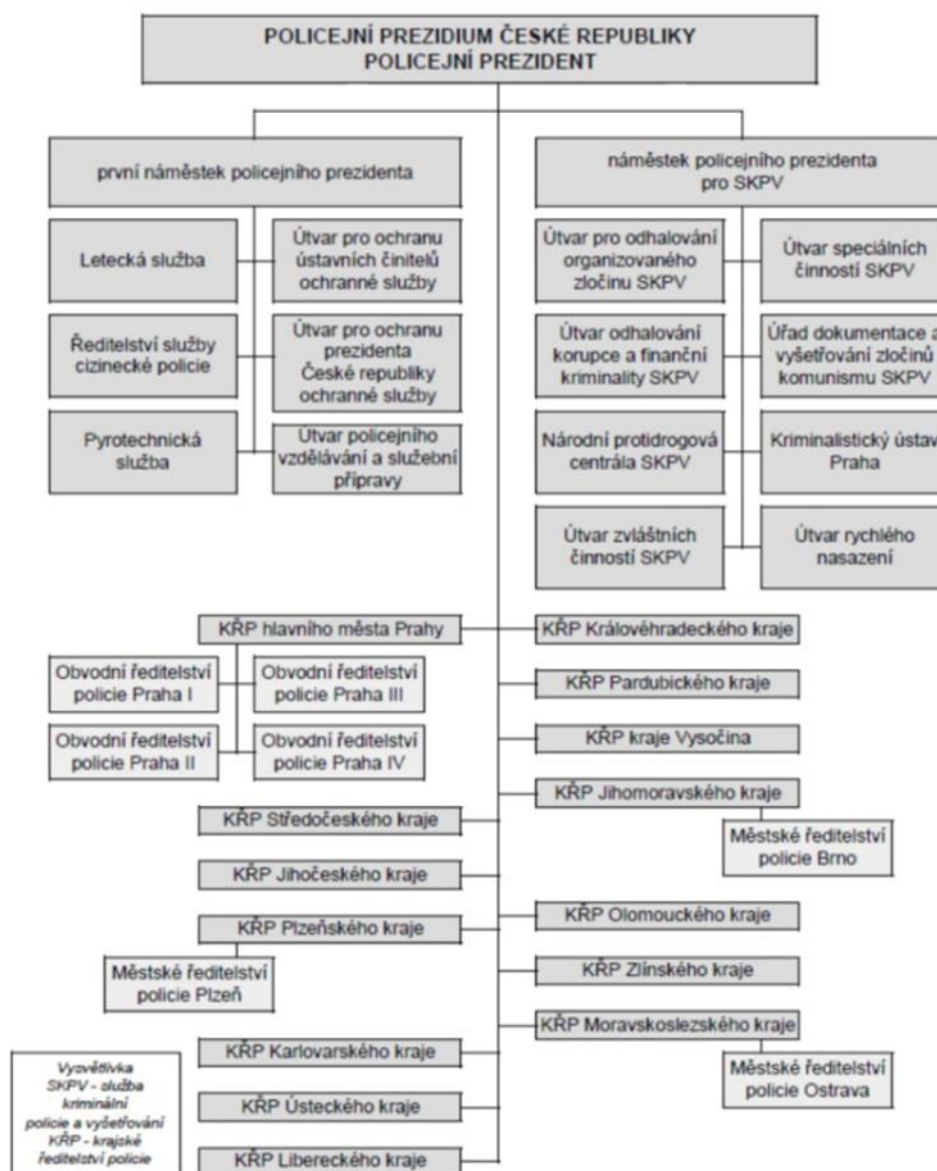 POLICEJNÍ PREZIDIUM ČESKÉ REPUBLIKY
POLICEJNÍ PREZIDENT
první náměstek policejního prezidenta
náměstek policejního prezidenta
pro SKPV
Letecká služba
Útvar pro ochranu
ústavních činitelů
ochranné služby
Útvar pro odhalování
organizovaného
zločinu SKPV
Útvar speciálních
činností SKPV
Ředitelství služby
cizinecké policie
Útvar pro ochranu
prezidenta
České republiky
ochranné služby
Útvar odhalování
korupce a finanční
kriminality SKPV
Úřad dokumentace a
vyšetřování zločinů
komunismu SKPV
Pyrotechnická
služba
Útvar policejního
vzdělávání a služební
přípravy
Národní protidrogová
centrála SKPV
Kriminalistický ústav
Praha
Útvar zvláštních
činností SKPV
Útvar rychlého
nasazení
KŘP hlavního města Prahy
KŘP Královéhradeckého kraje
Obvodní ředitelství
policie Praha I
Obvodní ředitelství
policie Praha III
KŘP Pardubického kraje
Obvodní ředitelství
policie Praha II
Obvodní ředitelství
policie Praha IV
KŘP kraje Vysočina
KŘP Jihomoravského kraje
KŘP Středočeského kraje
Městské ředitelství
policie Brno
KŘP Jihočeského kraje
KŘP Olomouckého kraje
KŘP Plzeňského kraje
Městské ředitelství
policie Plzeň
KŘP Zlínského kraje
KŘP Moravskoslezského kraje
KŘP Karlovarského kraje
Městské ředitelství
policie Ostrava
KŘP Ústeckého kraje
KŘP Libereckého kraje
Vysvětlivka
SKPV - služba
kriminální
policie a vyšetřování
KŘP - krajské
ředitelství policie